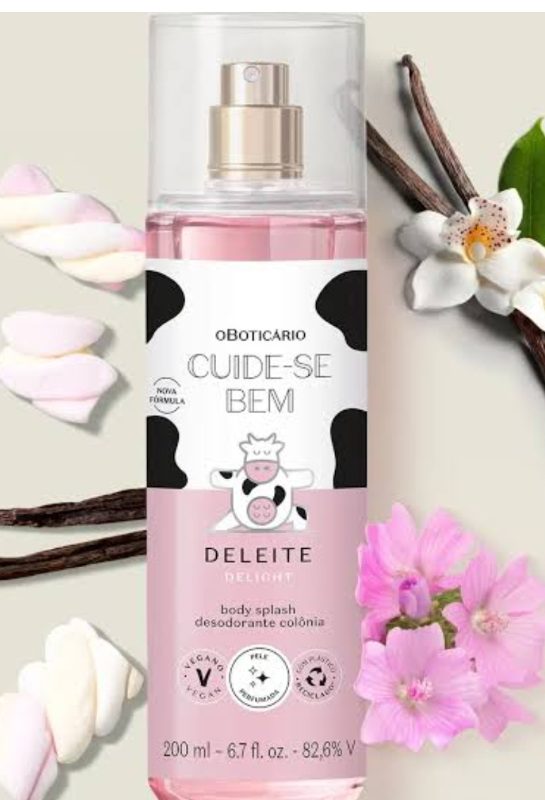 oBOTICÁRIO
CUIDE-SE
BEM
NOVA
FÓRMULA
DELEITE
DELIGHT
body splash
desodorante colônia
VEGANO
V
VEGAN
PELE
PERFUMADA
COM PLÁSTICO
RECICLADO
200 ml - 6.7 fl. oz. - 82,6% V